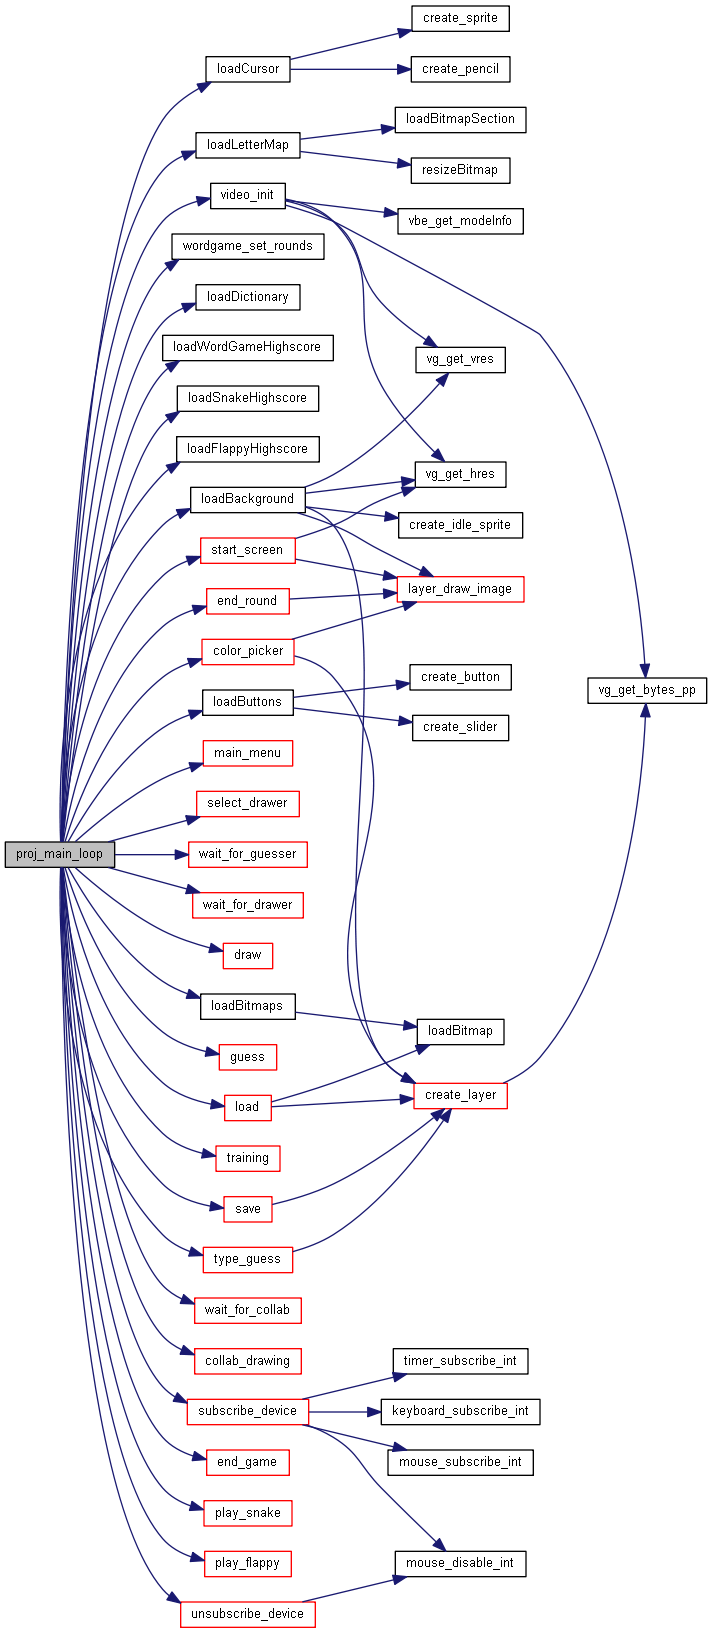 create_sprite
loadCursor
create_pencil
loadBitmapSection
loadLetterMap
resizeBitmap
video_init
vbe_get_modeInfo
wordgame_set_rounds
loadDictionary
loadWordGameHighscore
vg_get_vres
loadSnakeHighscore
loadFlappyHighscore
vg_get_hres
loadBackground
create_idle_sprite
start_screen
layer_draw_image
end_round
color_picker
create_button
vg_get_bytes_pp
loadButtons
create_slider
main_menu
select_drawer
proj_main_loop
wait_for_guesser
wait_for_drawer
draw
loadBitmaps
loadBitmap
guess
create_layer
load
training
save
type_guess
wait_for_collab
collab_drawing
timer_subscribe_int
subscribe_device
keyboard_subscribe_int
end_game
mouse_subscribe_int
play_snake
play_flappy
mouse_disable_int
unsubscribe_device